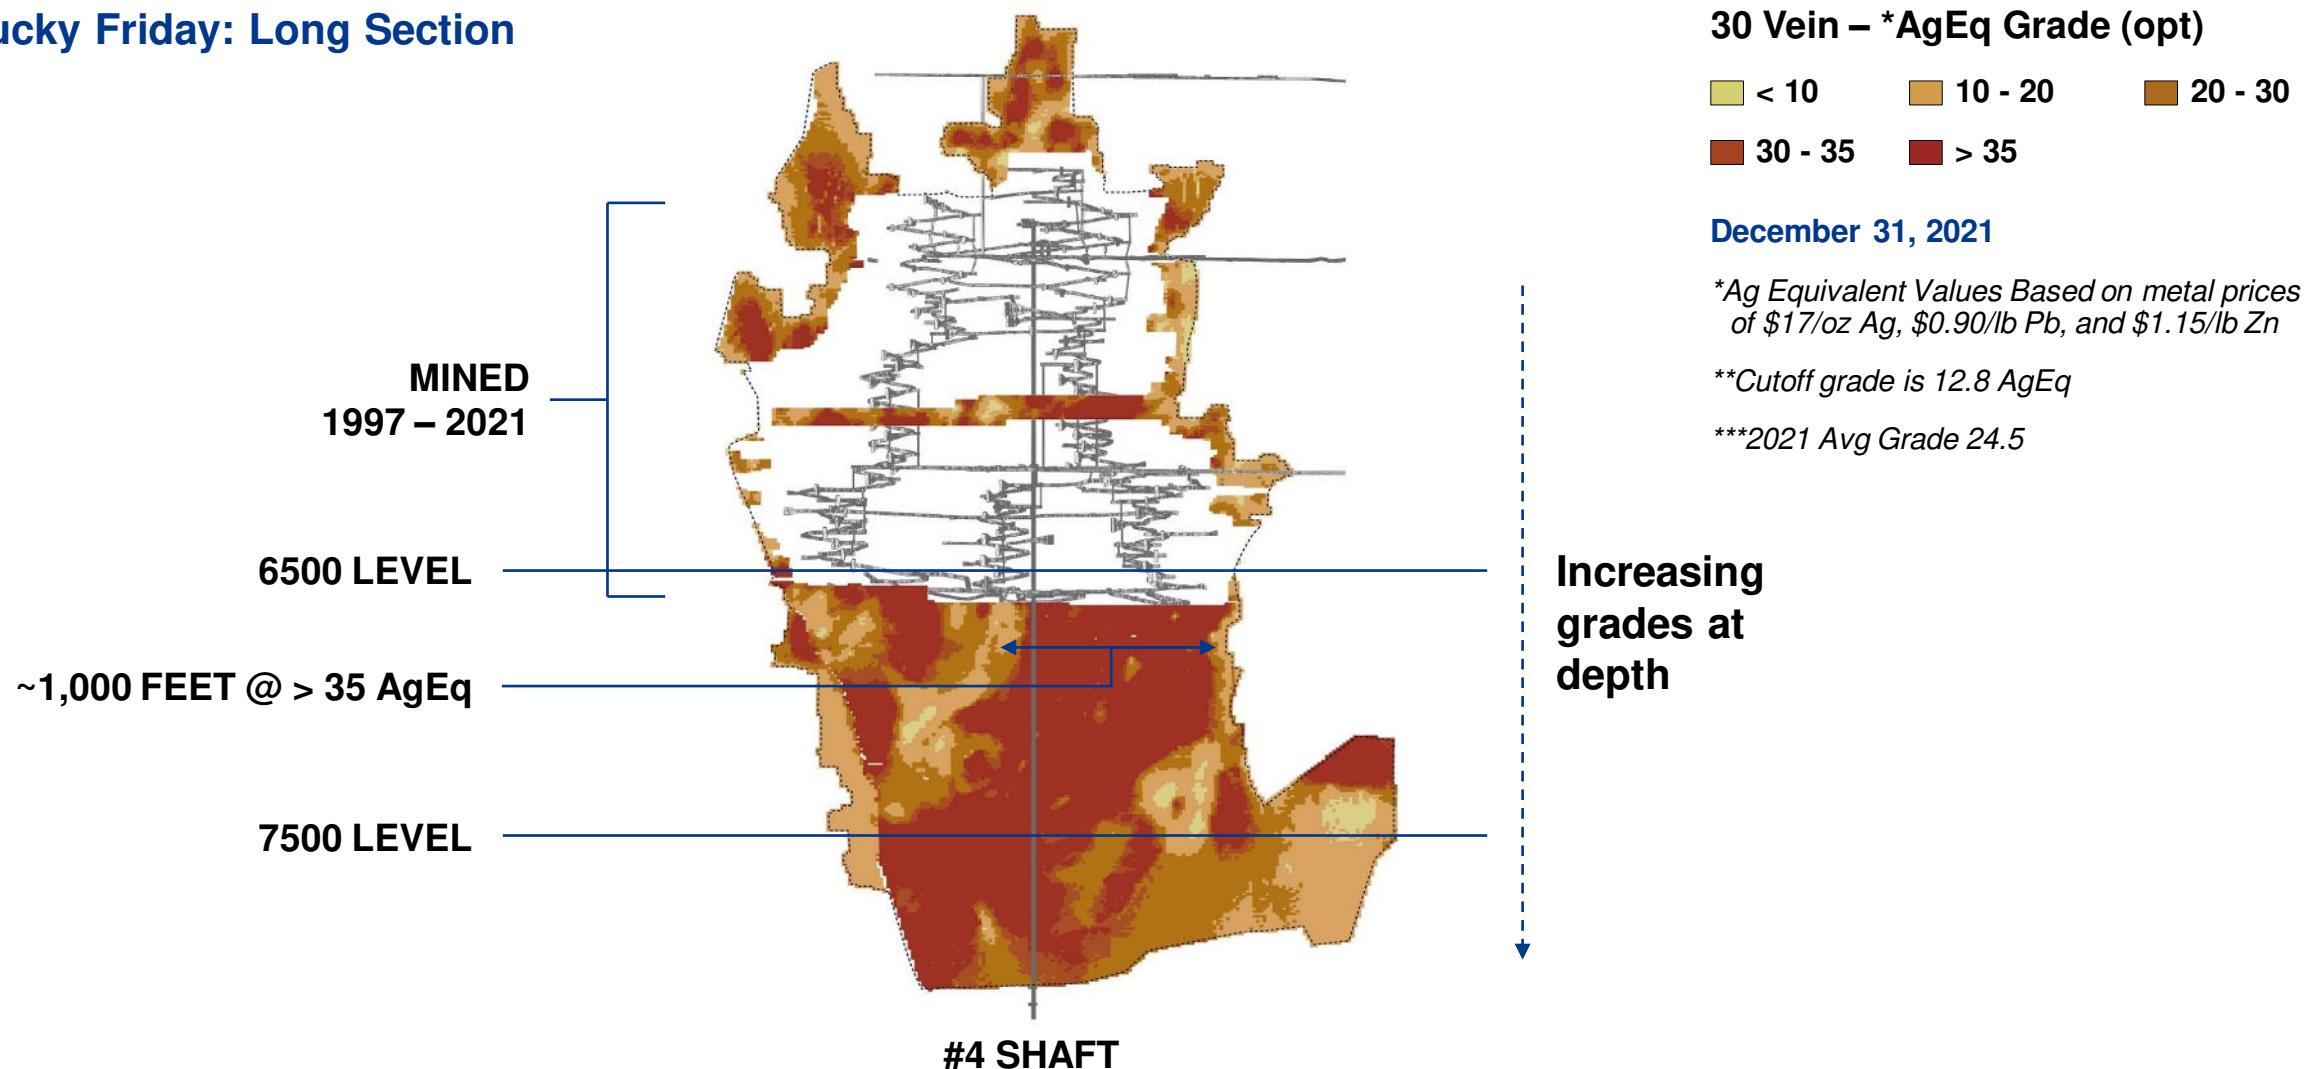 ucky Friday: Long Section
30 Vein – *AgEq Grade (opt)
< 10
10 - 20
20 - 30
30 - 35
> 35
December 31, 2021
*Ag Equivalent Values Based on metal prices
of $17/oz Ag, $0.90/lb Pb, and $1.15/lb Zn
**Cutoff grade is 12.8 AgEq
***2021 Avg Grade 24.5
MINED
1997 – 2021
6500 LEVEL
~1,000 FEET @ > 35 AgEq
7500 LEVEL
Increasing
grades at
depth
#4 SHAFT